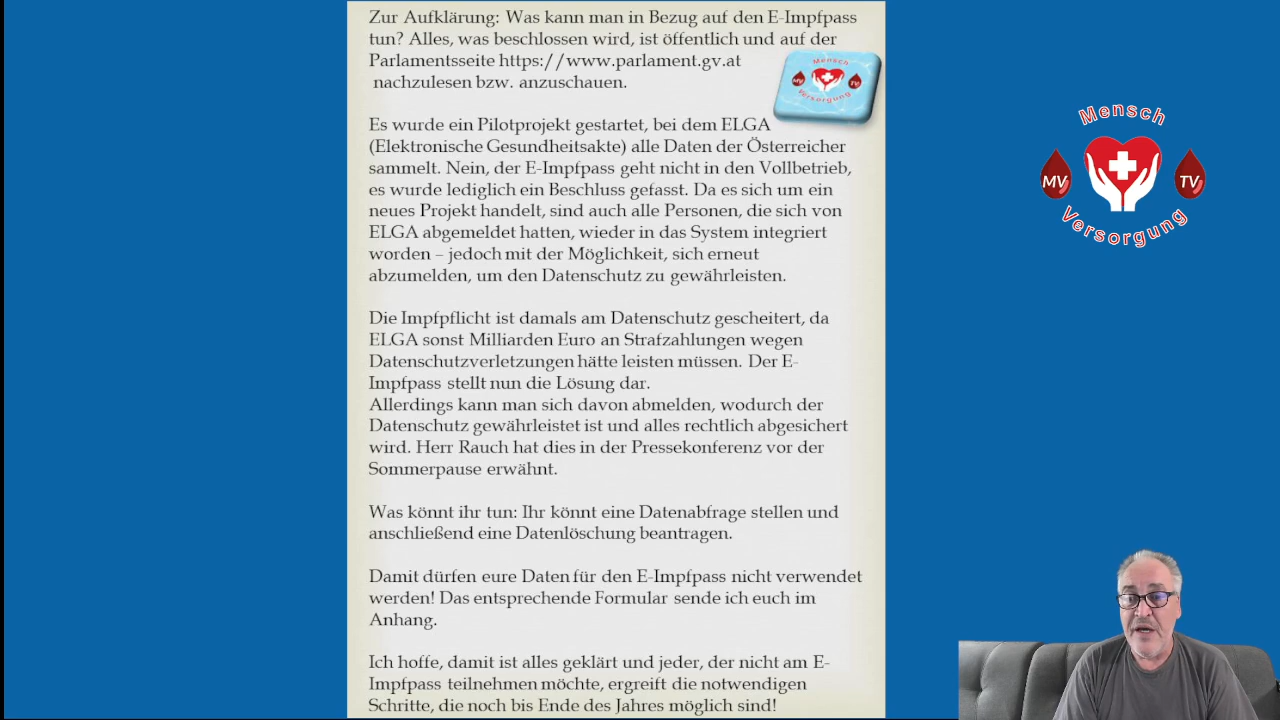 Zur Aufklärung: Was kann man in Bezug auf den E-Impfpass
tun? Alles, was beschlossen wird, ist öffentlich und auf der
Parlamentsseite https://www.parlament.gv.at
nachzulesen bzw. anzuschauen.
Es wurde ein Pilotprojekt gestartet, bei dem ELGA
(Elektronische Gesundheitsakte) alle Daten der Österreicher
sammelt. Nein, der E-Impfpass geht nicht in den Vollbetrieb,
es wurde lediglich ein Beschluss gefasst. Da es sich um ein
neues Projekt handelt, sind auch alle Personen, die sich von
ELGA abgemeldet hatten, wieder in das System integriert
worden – jedoch mit der Möglichkeit, sich erneut
abzumelden, um den Datenschutz zu gewährleisten.
Die Impfpflicht ist damals am Datenschutz gescheitert, da
ELGA sonst Milliarden Euro an Strafzahlungen wegen
Datenschutzverletzungen hätte leisten müssen. Der E-
Impfpass stellt nun die Lösung dar.
Allerdings kann man sich davon abmelden, wodurch der
Datenschutz gewährleistet ist und alles rechtlich abgesichert
wird. Herr Rauch hat dies in der Pressekonferenz vor der
Sommerpause erwähnt.
Was könnt ihr tun: Ihr könnt eine Datenabfrage stellen und
anschließend eine Datenlöschung beantragen.
Damit dürfen eure Daten für den E-Impfpass nicht verwendet
werden! Das entsprechende Formular sende ich euch im
Anhang.
Ich hoffe, damit ist alles geklärt und jeder, der nicht am E-
Impfpass teilnehmen möchte, ergreift die notwendigen
Schritte, die noch bis Ende des Jahres möglich sind!
Mensch
MV TV
Versorgung
Mensch
MV TV
Versorgung